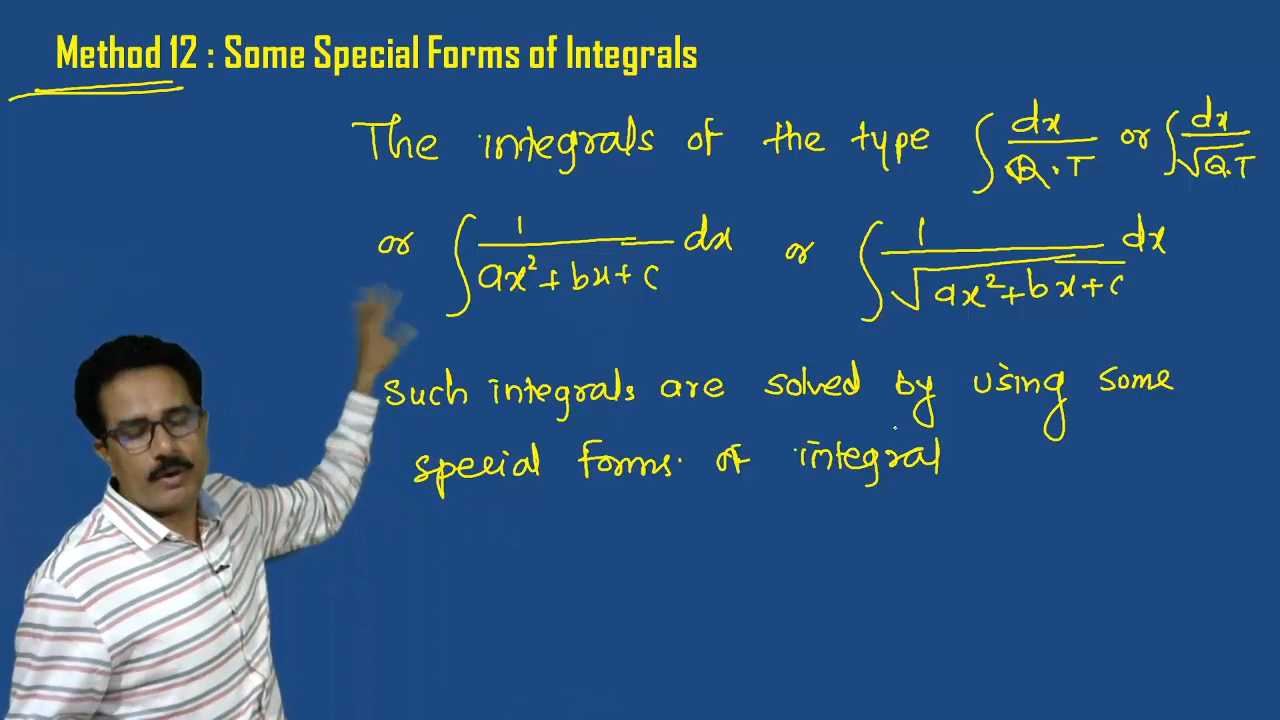 Method 12 : Some Special Forms of Integrals
The integrals of the type ∫ dx/Q.T or ∫ dx/√Q.T
or ∫ 1/(ax²+bx+c) dx or ∫ 1/√(ax²+bx+c) dx
Such integrals are solved by using some
special forms of integral